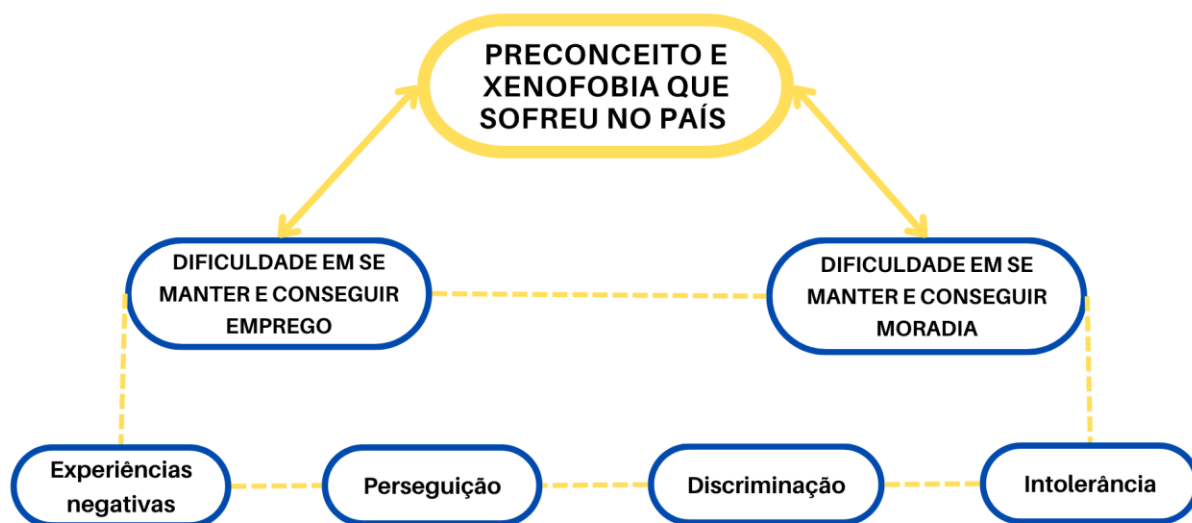 PRECONCEITO E
XENOFOBIA QUE
SOFREU NO PAÍS
DIFICULDADE EM SE
MANTER E CONSEGUIR
EMPREGO
DIFICULDADE EM SE
MANTER E CONSEGUIR
MORADIA
Experiências
negativas
Perseguição
Discriminação
Intolerância